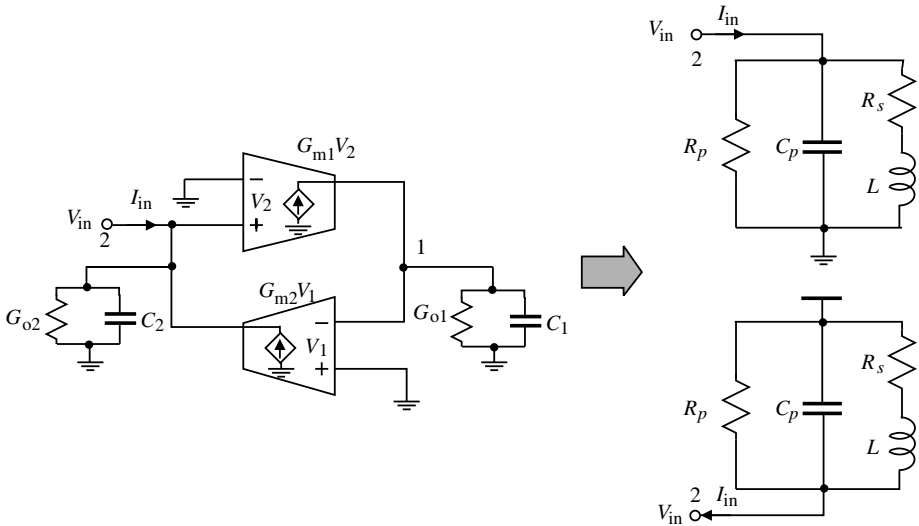 G_m1V_2
−
V_2
+
I_in
V_in
2
1
G_o2
C_2
G_m2V_1
−
V_1
+
G_o1
C_1
I_in
V_in
2
R_p
C_p
R_s
L
R_p
C_p
R_s
L
2
I_in
V_in